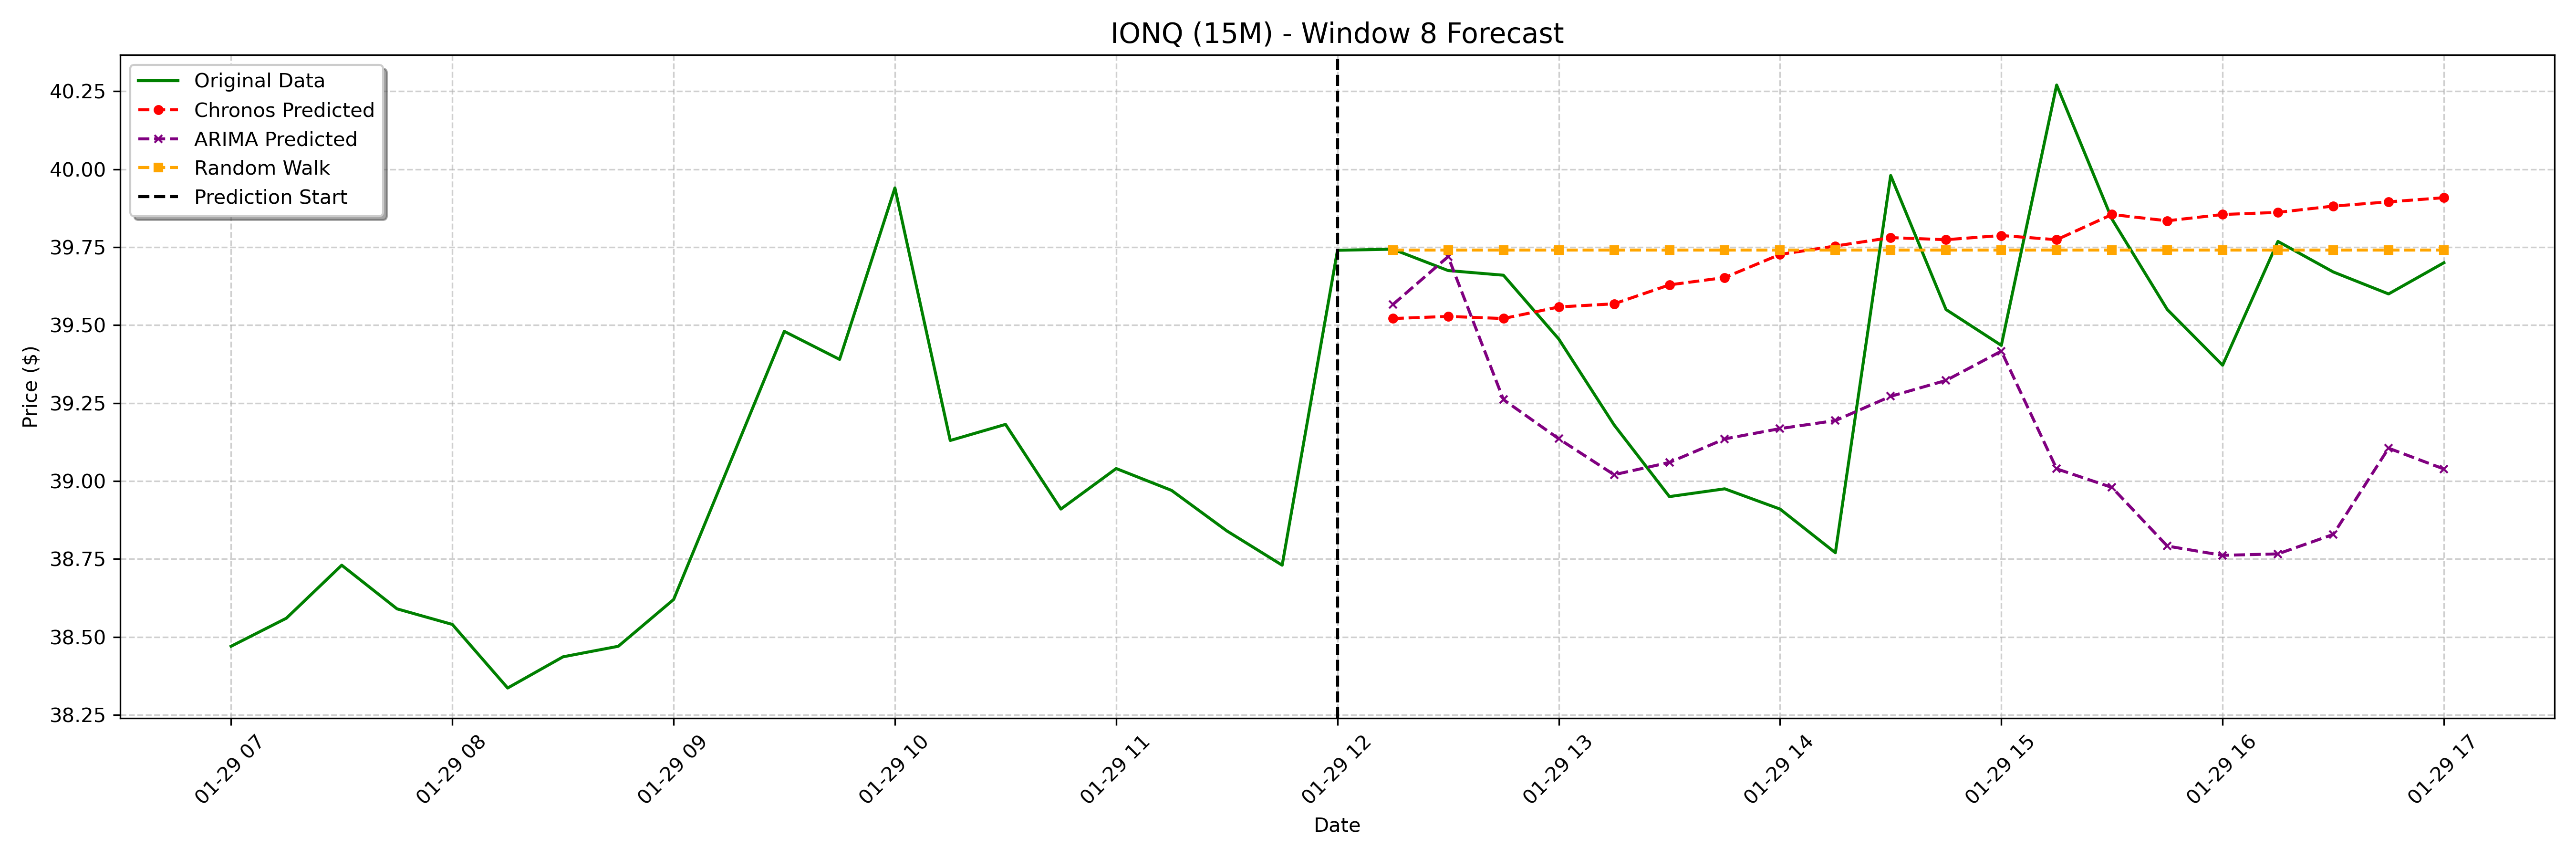 IONQ (15M) - Window 8 Forecast
Original Data
Chronos Predicted
ARIMA Predicted
Random Walk
Prediction Start
Price ($)
40.25
40.00
39.75
39.50
39.25
39.00
38.75
38.50
38.25
01-29 07
01-29 08
01-29 09
01-29 10
01-29 11
01-29 12
01-29 13
01-29 14
01-29 15
01-29 16
01-29 17
Date